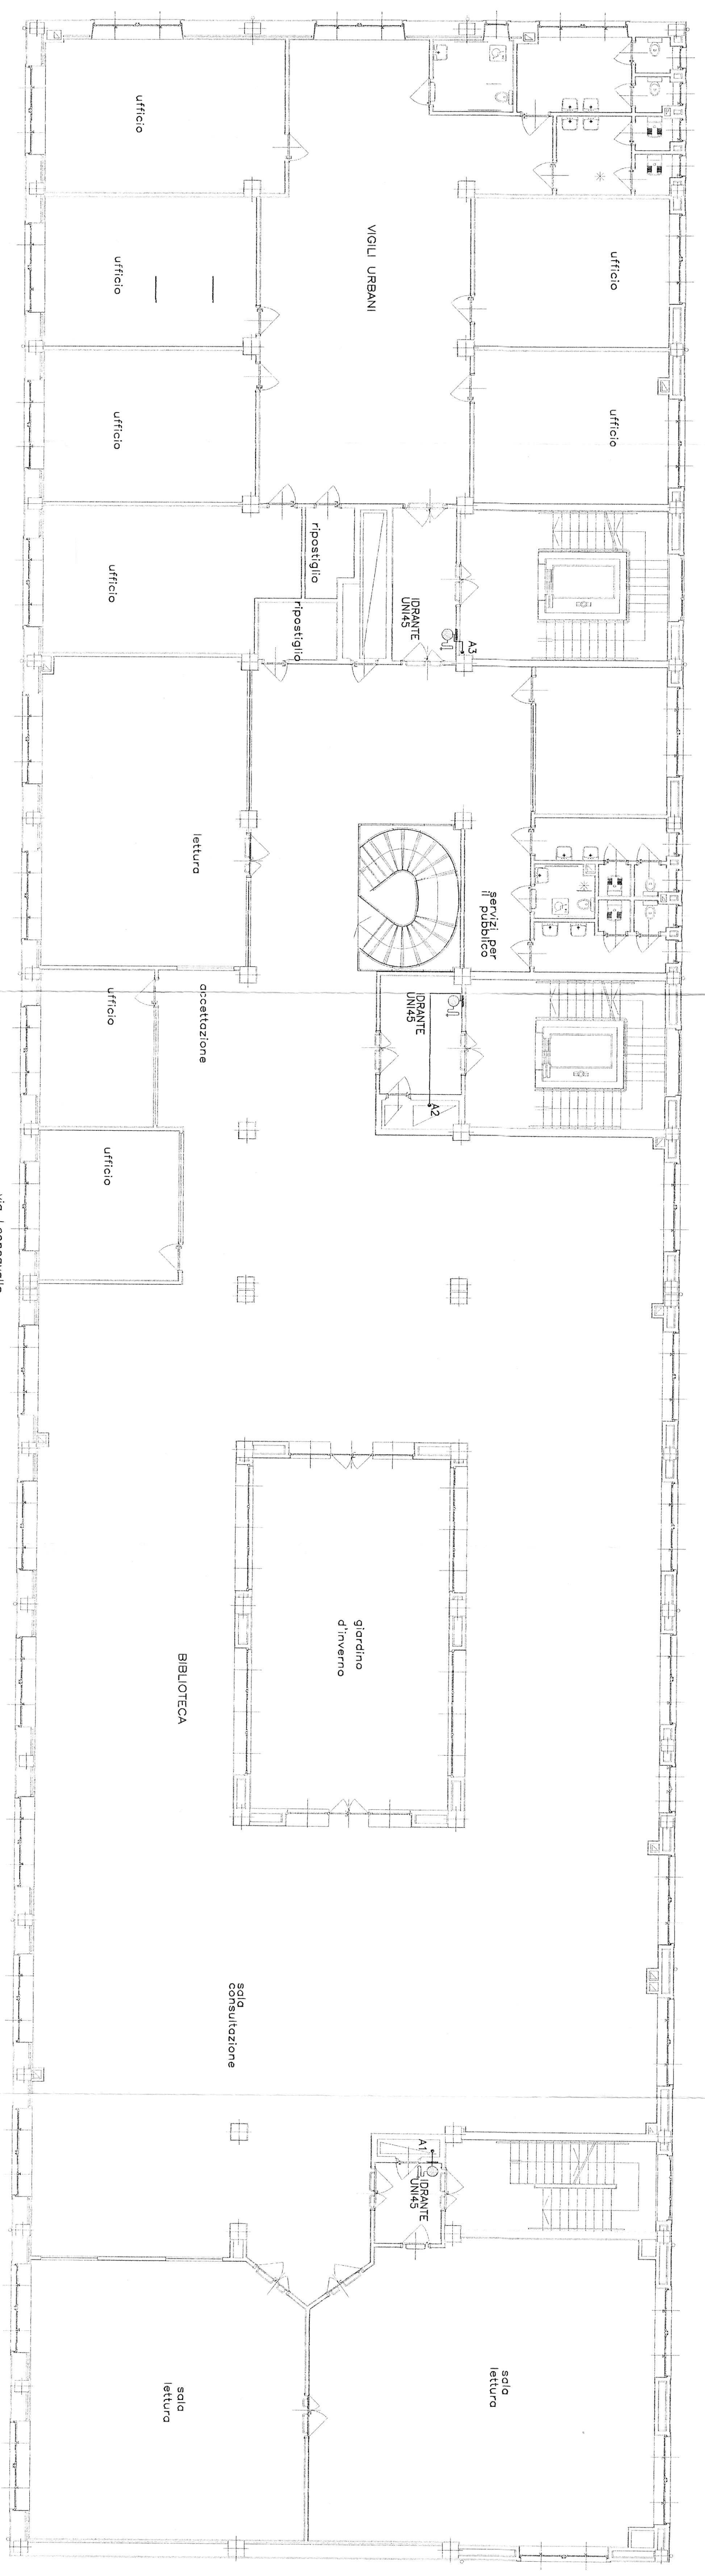 ufficio
VIGILI URBANI
ufficio
ufficio
ufficio
ufficio
ripostiglio
ripostiglio
IDRANTE
UNI45
A3
ufficio
lettura
servizi per
il pubblico
accettazione
ufficio
IDRANTE
UNI45
A2
ufficio
giardino
d'inverno
BIBLIOTECA
sala
consultazione
A1
IDRANTE
UNI45
sala
lettura
sala
lettura